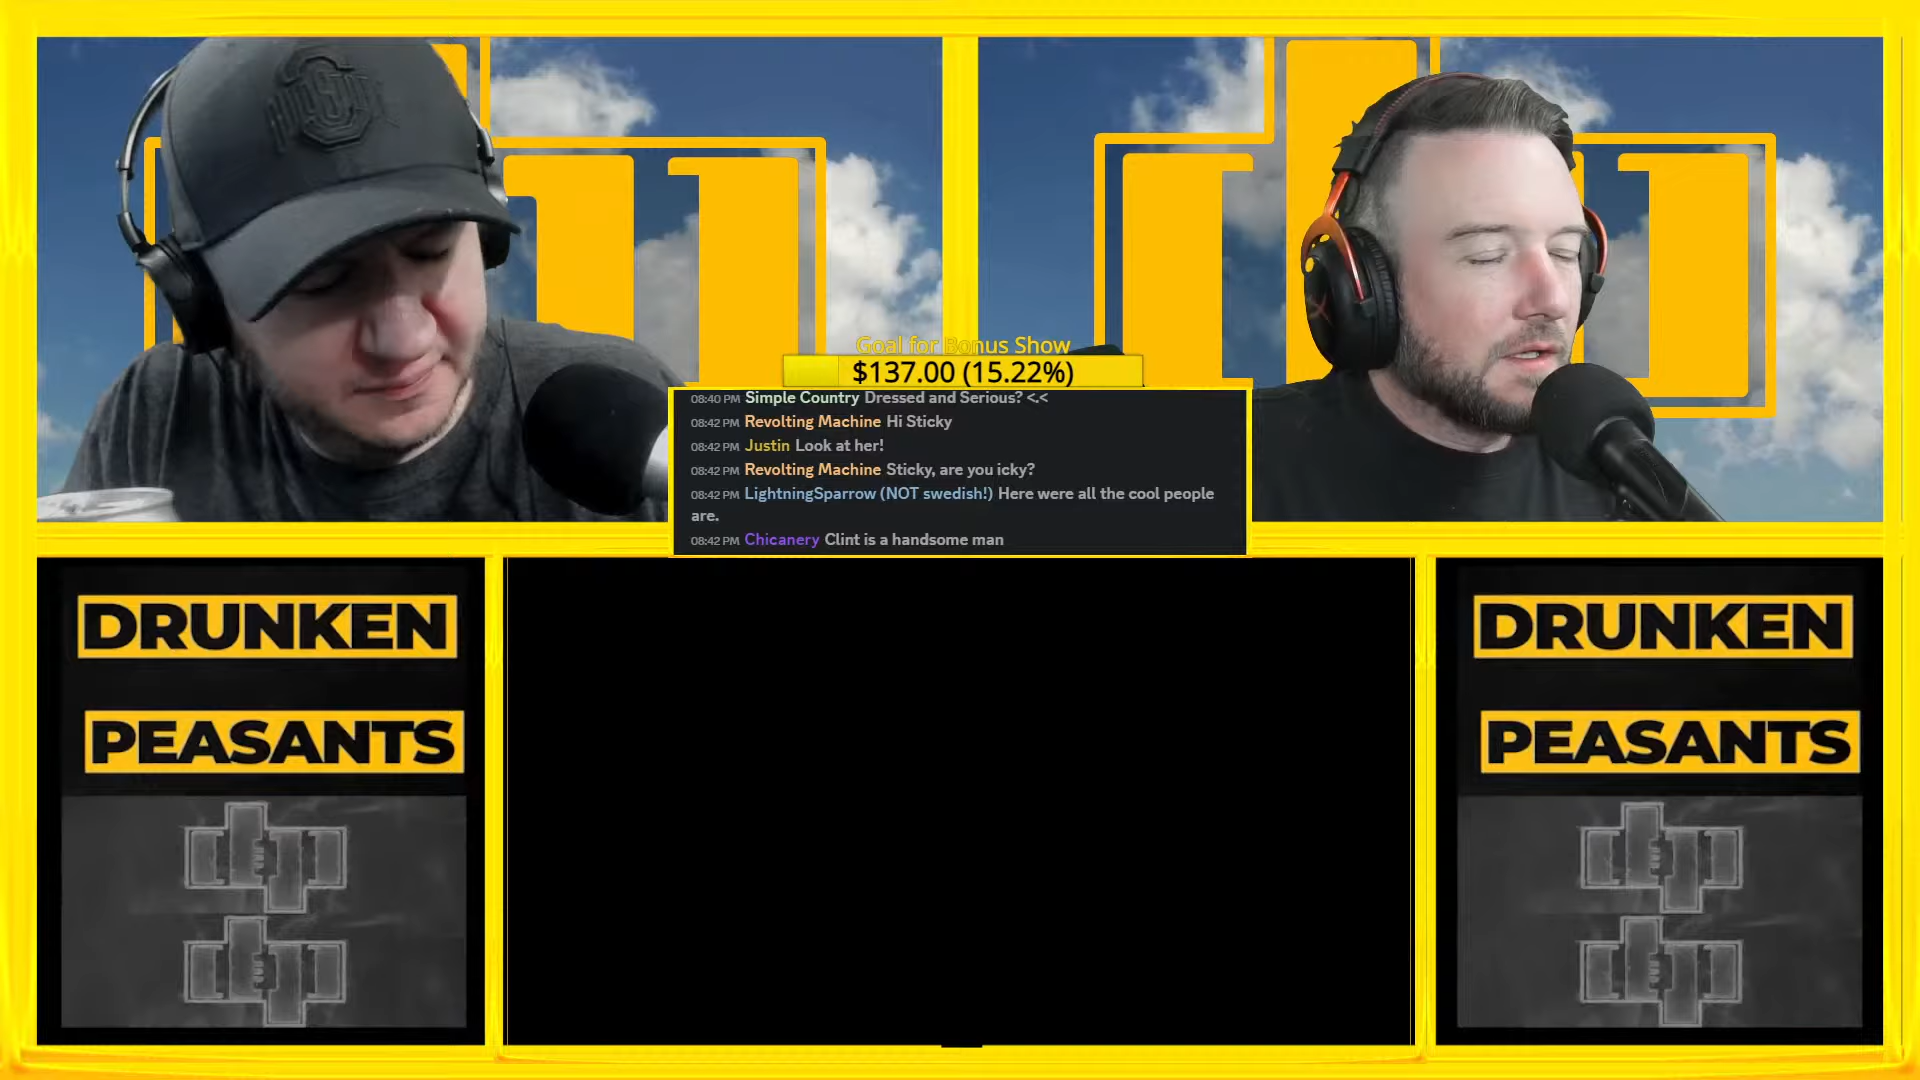 OHIO STATE
Goal for Bonus Show
$137.00 (15.22%)
08:40 PM Simple Country Dressed and Serious? <.<
08:42 PM Revolting Machine Hi Sticky
08:42 PM Justin Look at her!
08:42 PM Revolting Machine Sticky, are you icky?
08:42 PM LightningSparrow (NOT swedish!) Here were all the cool people
are.
08:42 PM Chicanery Clint is a handsome man
DRUNKEN
PEASANTS
DRUNKEN
PEASANTS